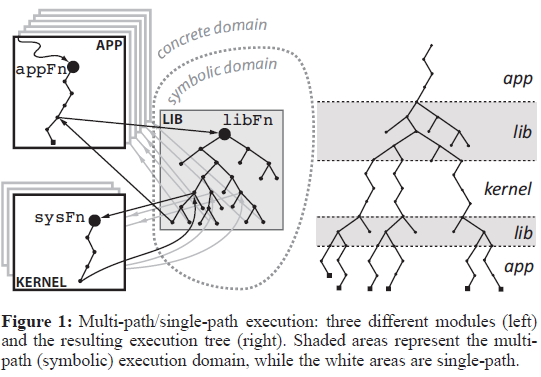 APP
appFn
concrete domain
symbolic domain
LIB
libFn
sysFn
KERNEL
app
lib
kernel
lib
app
Figure 1: Multi-path/single-path execution: three different modules (left)
and the resulting execution tree (right). Shaded areas represent the multi-
path (symbolic) execution domain, while the white areas are single-path.